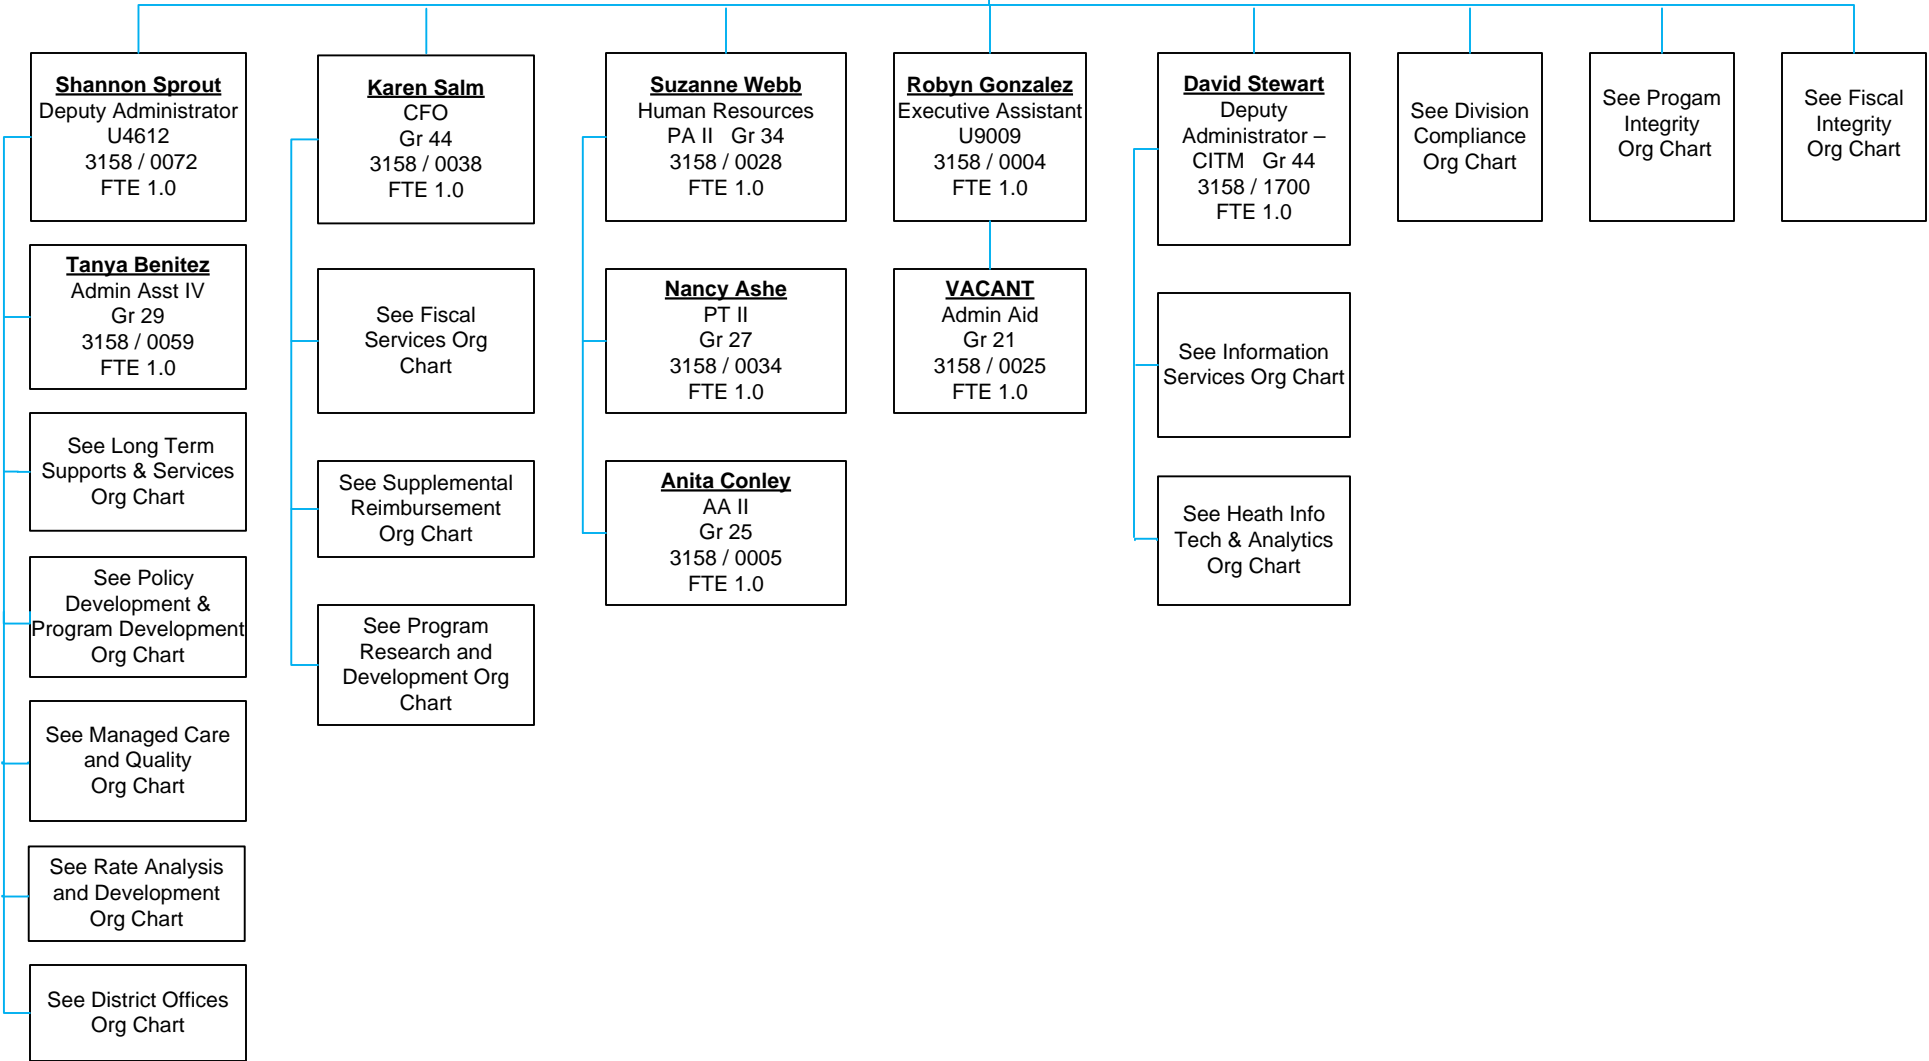 Shannon Sprout
Deputy Administrator
U4612
3158 / 0072
FTE 1.0
Tanya Benitez
Admin Asst IV
Gr 29
3158 / 0059
FTE 1.0
See Long Term
Supports & Services
Org Chart
See Policy
Development &
Program Development
Org Chart
See Managed Care
and Quality
Org Chart
See Rate Analysis
and Development
Org Chart
See District Offices
Org Chart
Karen Salm
CFO
Gr 44
3158 / 0038
FTE 1.0
See Fiscal
Services Org
Chart
See Supplemental
Reimbursement
Org Chart
See Program
Research and
Development Org
Chart
Suzanne Webb
Human Resources
PA II Gr 34
3158 / 0028
FTE 1.0
Nancy Ashe
PT II
Gr 27
3158 / 0034
FTE 1.0
Anita Conley
AA II
Gr 25
3158 / 0005
FTE 1.0
Robyn Gonzalez
Executive Assistant
U9009
3158 / 0004
FTE 1.0
VACANT
Admin Aid
Gr 21
3158 / 0025
FTE 1.0
David Stewart
Deputy
Administrator –
CITM Gr 44
3158 / 1700
FTE 1.0
See Information
Services Org Chart
See Heath Info
Tech & Analytics
Org Chart
See Division
Compliance
Org Chart
See Progam
Integrity
Org Chart
See Fiscal
Integrity
Org Chart